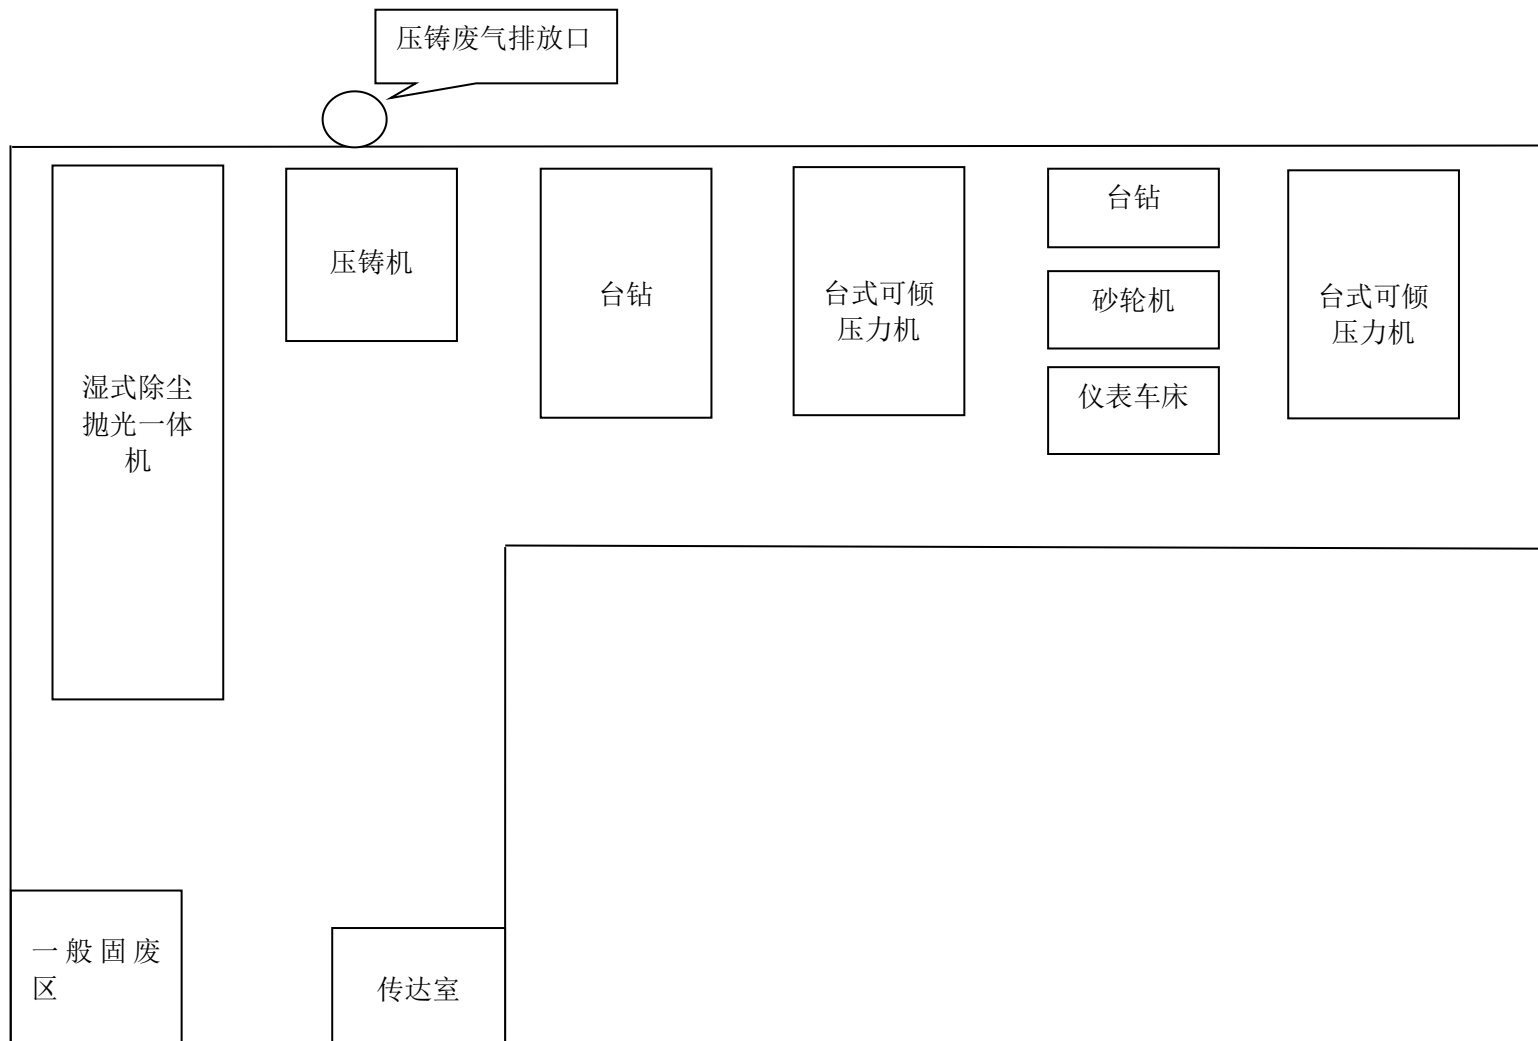 压铸废气排放口
湿式除尘
抛光一体
机
压铸机
台钻
台式可倾
压力机
台钻
砂轮机
仪表车床
台式可倾
压力机
一般固废
区
传达室